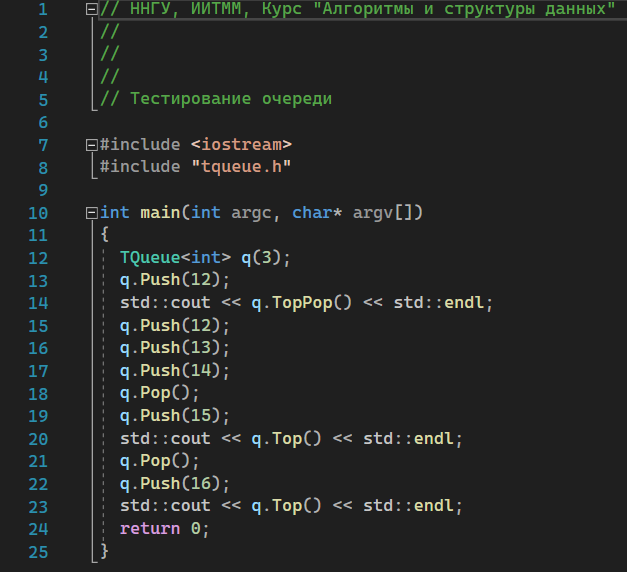 1 // ННГУ, ИИТММ, Курс "Алгоритмы и структуры данных"
2 //
3 //
4 //
5 // Тестирование очереди
6
7 #include <iostream>
8 #include "tqueue.h"
9
10 int main(int argc, char* argv[])
11 {
12 TQueue<int> q(3);
13 q.Push(12);
14 std::cout << q.TopPop() << std::endl;
15 q.Push(12);
16 q.Push(13);
17 q.Push(14);
18 q.Pop();
19 q.Push(15);
20 std::cout << q.Top() << std::endl;
21 q.Pop();
22 q.Push(16);
23 std::cout << q.Top() << std::endl;
24 return 0;
25 }